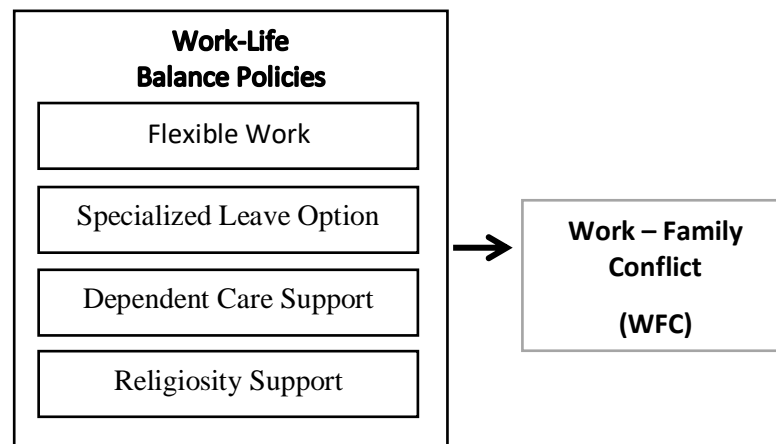 Work-Life
Balance Policies
Flexible Work
Specialized Leave Option
Dependent Care Support
Religiosity Support
Work – Family
Conflict
(WFC)